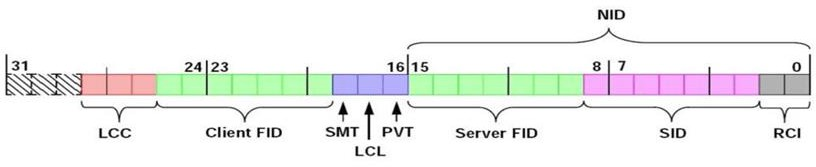 NID
31 24 23 16 15 8 7 0
LCC Client FID SMT PVT Server FID SID RCI
LCL